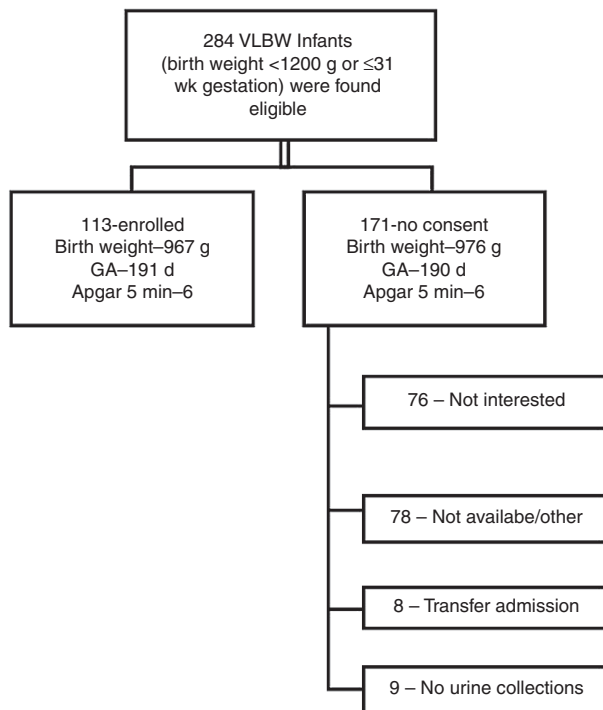 284 VLBW Infants
(birth weight <1200 g or ≤31
wk gestation) were found
eligible
113-enrolled
Birth weight–967 g
GA–191 d
Apgar 5 min–6
171-no consent
Birth weight–976 g
GA–190 d
Apgar 5 min–6
76 – Not interested
78 – Not availabe/other
8 – Transfer admission
9 – No urine collections